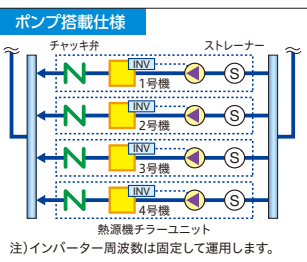 ポンプ搭載仕様
チャッキ弁 ストレーナー
INV
1号機
S
INV
2号機
S
INV
3号機
S
INV
4号機
S
熱源機チラーユニット
注)インバーター周波数は固定して運用します。